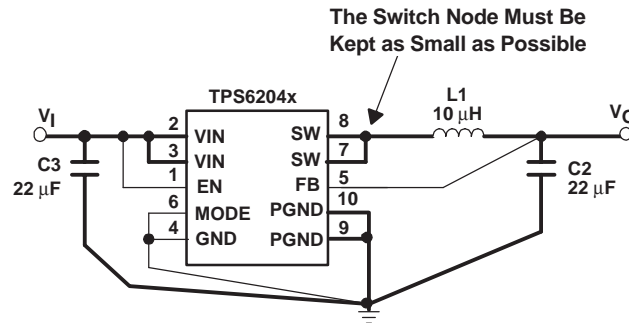 The Switch Node Must Be
Kept as Small as Possible
TPS6204x
L1
10 μH
VI
VO
2
VIN
SW
8
3
VIN
SW
7
1
EN
FB
5
6
MODE
PGND
10
4
GND
PGND
9
C3
22 μF
C2
22 μF